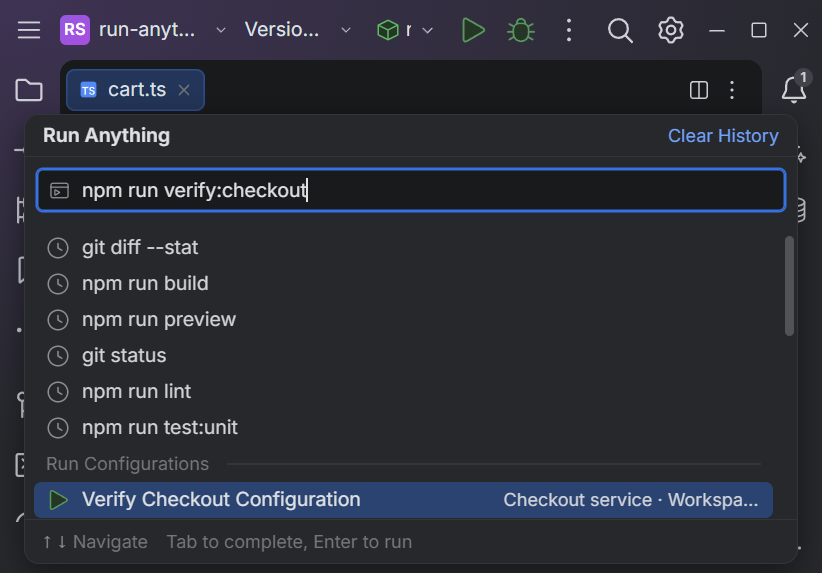 RS run-anyt... Versio... r
TS cart.ts
1
Run Anything Clear History
npm run verify:checkout
git diff --stat
npm run build
npm run preview
git status
npm run lint
npm run test:unit
Run Configurations
Verify Checkout Configuration Checkout service · Workspa...
↑↓ Navigate Tab to complete, Enter to run